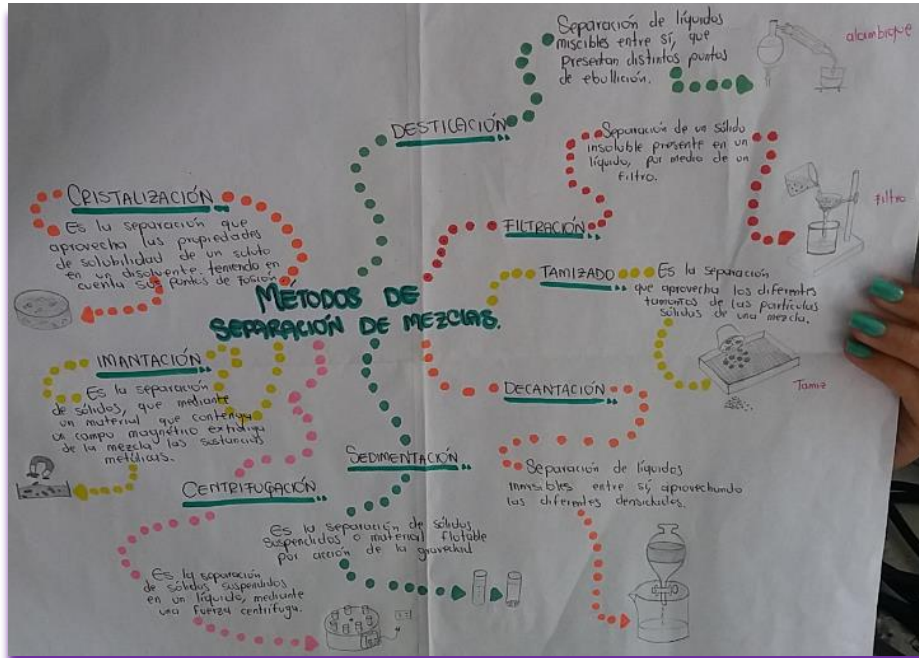 MÉTODOS DE
SEPARACIÓN DE MEZCLAS.
DESTILACIÓN
Separación de líquidos
miscibles entre sí, que
presentan distintos puntos
de ebullición.
alambique
FILTRACIÓN
Separación de un sólido
insoluble presente en un
líquido, por medio de un
filtro.
Filtro
TAMIZADO
Es la separación
que aprovecha los diferentes
tamaños de las partículas
sólidas de una mezcla.
Tamiz
DECANTACIÓN
Separación de líquidos
inmisibles entre sí aprovechando
las diferentes densidades.
SEDIMENTACIÓN
Es la separación de sólidos
suspendidos o material flotable
por acción de la gravedad
CENTRIFUGACIÓN
Es la separación
de sólidos suspendidos
en un líquido, mediante
una fuerza centrifuga.
IMANTACIÓN
Es la separación
de sólidos, que mediante
un material que contenga
un campo magnético extraiga
de la mezcla las sustancias
metálicas.
CRISTALIZACIÓN
Es la separación que
aprovecha las propiedades
de solubilidad de un soluto
en un disolvente, teniendo en
cuenta sus puntos de fusión